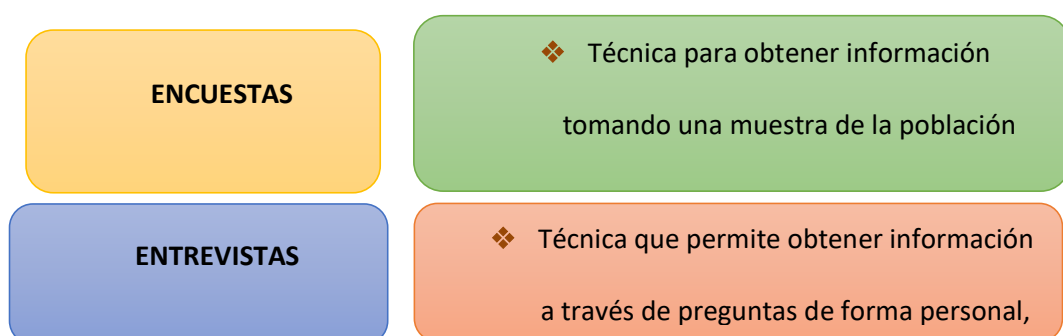 ENCUESTAS
❖ Técnica para obtener información
tomando una muestra de la población
ENTREVISTAS
❖ Técnica que permite obtener información
a través de preguntas de forma personal,